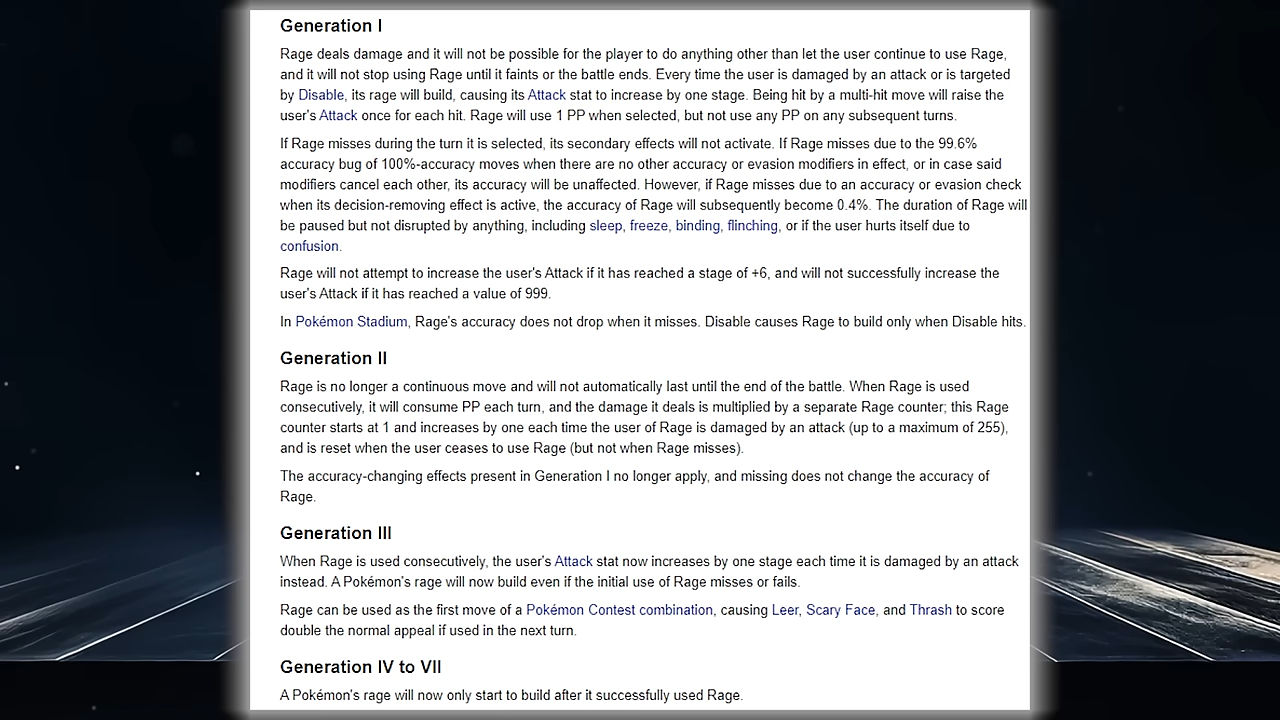 Generation I
Rage deals damage and it will not be possible for the player to do anything other than let the user continue to use Rage,
and it will not stop using Rage until it faints or the battle ends. Every time the user is damaged by an attack or is targeted
by Disable, its rage will build, causing its Attack stat to increase by one stage. Being hit by a multi-hit move will raise the
user's Attack once for each hit. Rage will use 1 PP when selected, but not use any PP on any subsequent turns.
If Rage misses during the turn it is selected, its secondary effects will not activate. If Rage misses due to the 99.6%
accuracy bug of 100%-accuracy moves when there are no other accuracy or evasion modifiers in effect, or in case said
modifiers cancel each other, its accuracy will be unaffected. However, if Rage misses due to an accuracy or evasion check
when its decision-removing effect is active, the accuracy of Rage will subsequently become 0.4%. The duration of Rage will
be paused but not disrupted by anything, including sleep, freeze, binding, flinching, or if the user hurts itself due to
confusion.
Rage will not attempt to increase the user's Attack if it has reached a stage of +6, and will not successfully increase the
user's Attack if it has reached a value of 999.
In Pokémon Stadium, Rage's accuracy does not drop when it misses. Disable causes Rage to build only when Disable hits.
Generation II
Rage is no longer a continuous move and will not automatically last until the end of the battle. When Rage is used
consecutively, it will consume PP each turn, and the damage it deals is multiplied by a separate Rage counter; this Rage
counter starts at 1 and increases by one each time the user of Rage is damaged by an attack (up to a maximum of 255),
and is reset when the user ceases to use Rage (but not when Rage misses).
The accuracy-changing effects present in Generation I no longer apply, and missing does not change the accuracy of
Rage.
Generation III
When Rage is used consecutively, the user's Attack stat now increases by one stage each time it is damaged by an attack
instead. A Pokémon's rage will now build even if the initial use of Rage misses or fails.
Rage can be used as the first move of a Pokémon Contest combination, causing Leer, Scary Face, and Thrash to score
double the normal appeal if used in the next turn.
Generation IV to VII
A Pokémon's rage will now only start to build after it successfully used Rage.